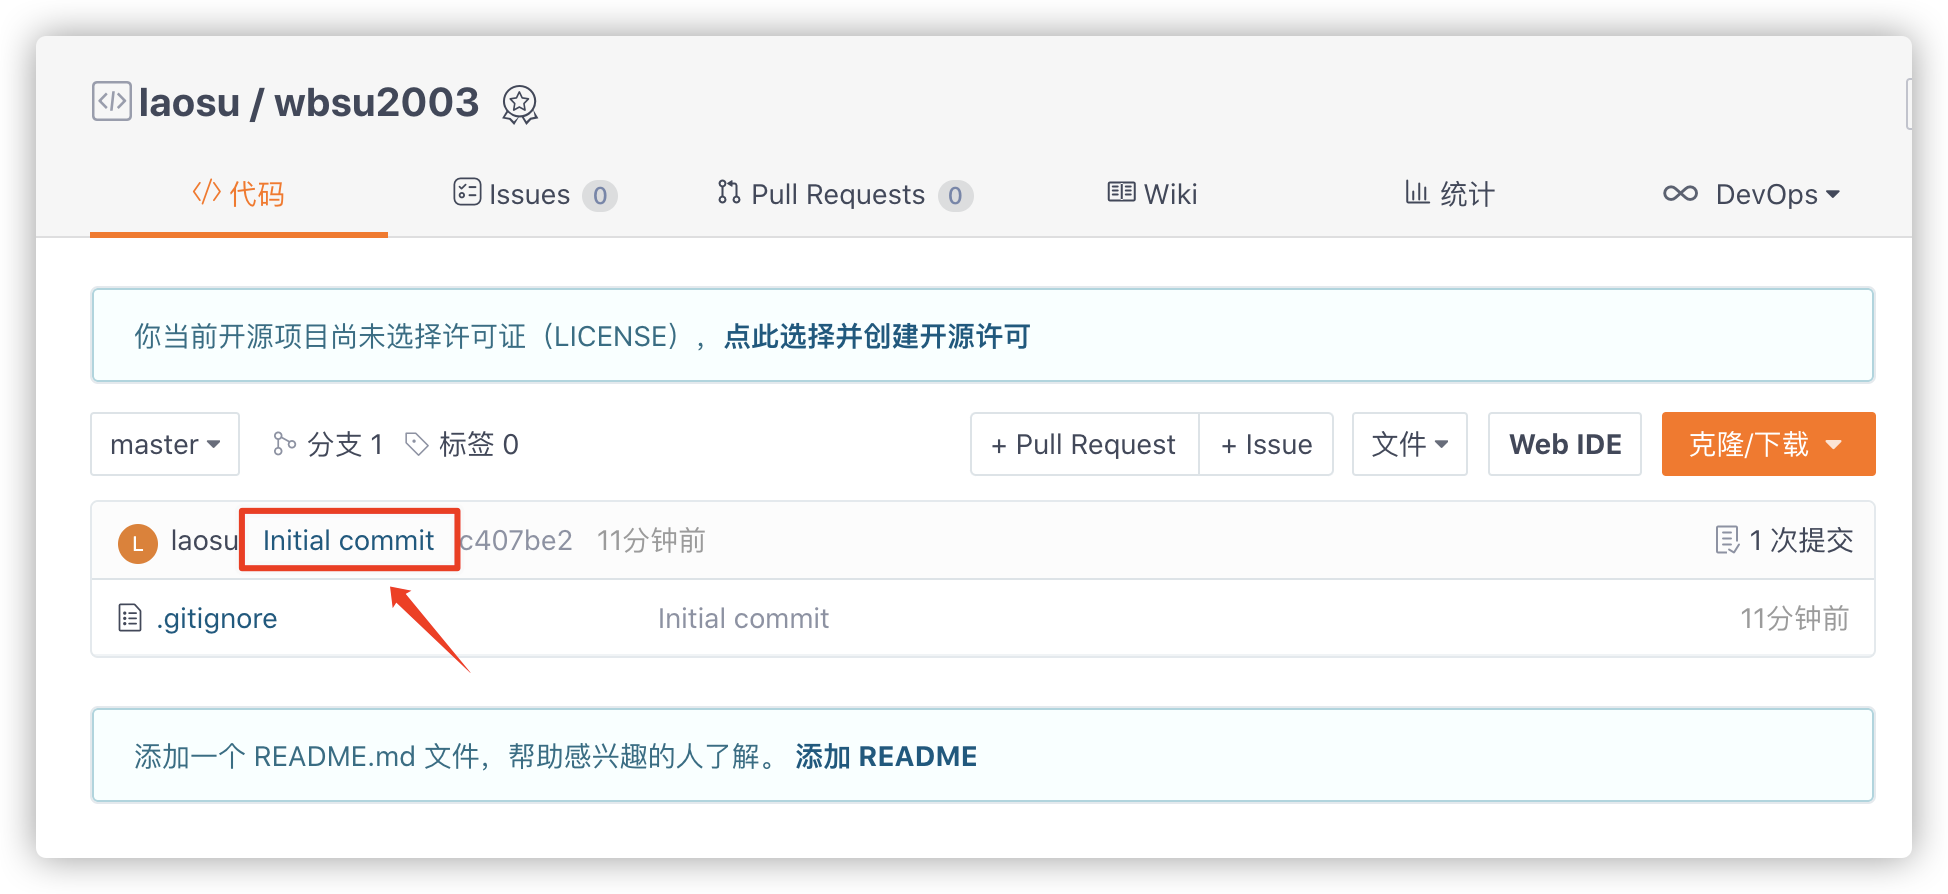 laosu / wbsu2003
代码 Issues 0 Pull Requests 0 Wiki 统计 DevOps
你当前开源项目尚未选择许可证（LICENSE），点此选择并创建开源许可
master 分支 1 标签 0 + Pull Request + Issue 文件 Web IDE 克隆/下载
L laosu Initial commit c407be2 11分钟前 1 次提交
.gitignore Initial commit 11分钟前
添加一个 README.md 文件，帮助感兴趣的人了解。 添加 README